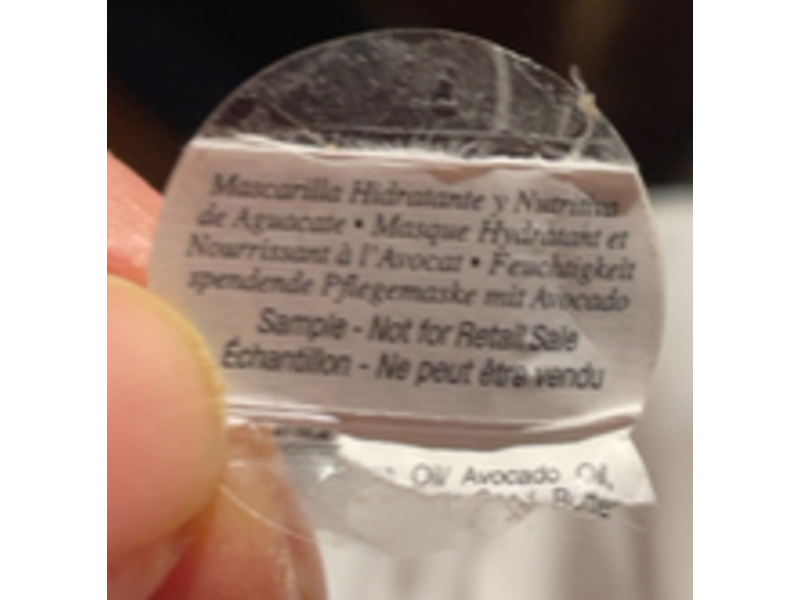 Mascarilla Hidratante y Nutritiva
de Aguacate • Masque Hydratant et
Nourrissant à l'Avocat • Feuchtigkeit
spendende Pflegemaske mit Avocado
Sample - Not for Retail Sale
Échantillon - Ne peut être vendu
Oil/ Avocado Oil,
Butter